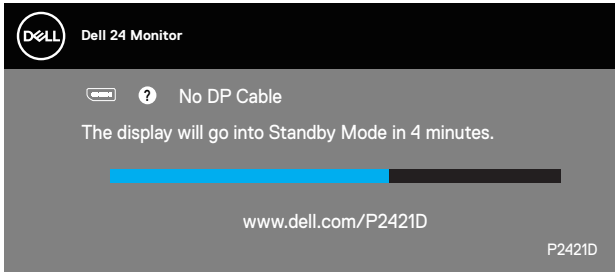 DELL
Dell 24 Monitor
? No DP Cable
The display will go into Standby Mode in 4 minutes.
www.dell.com/P2421D
P2421D